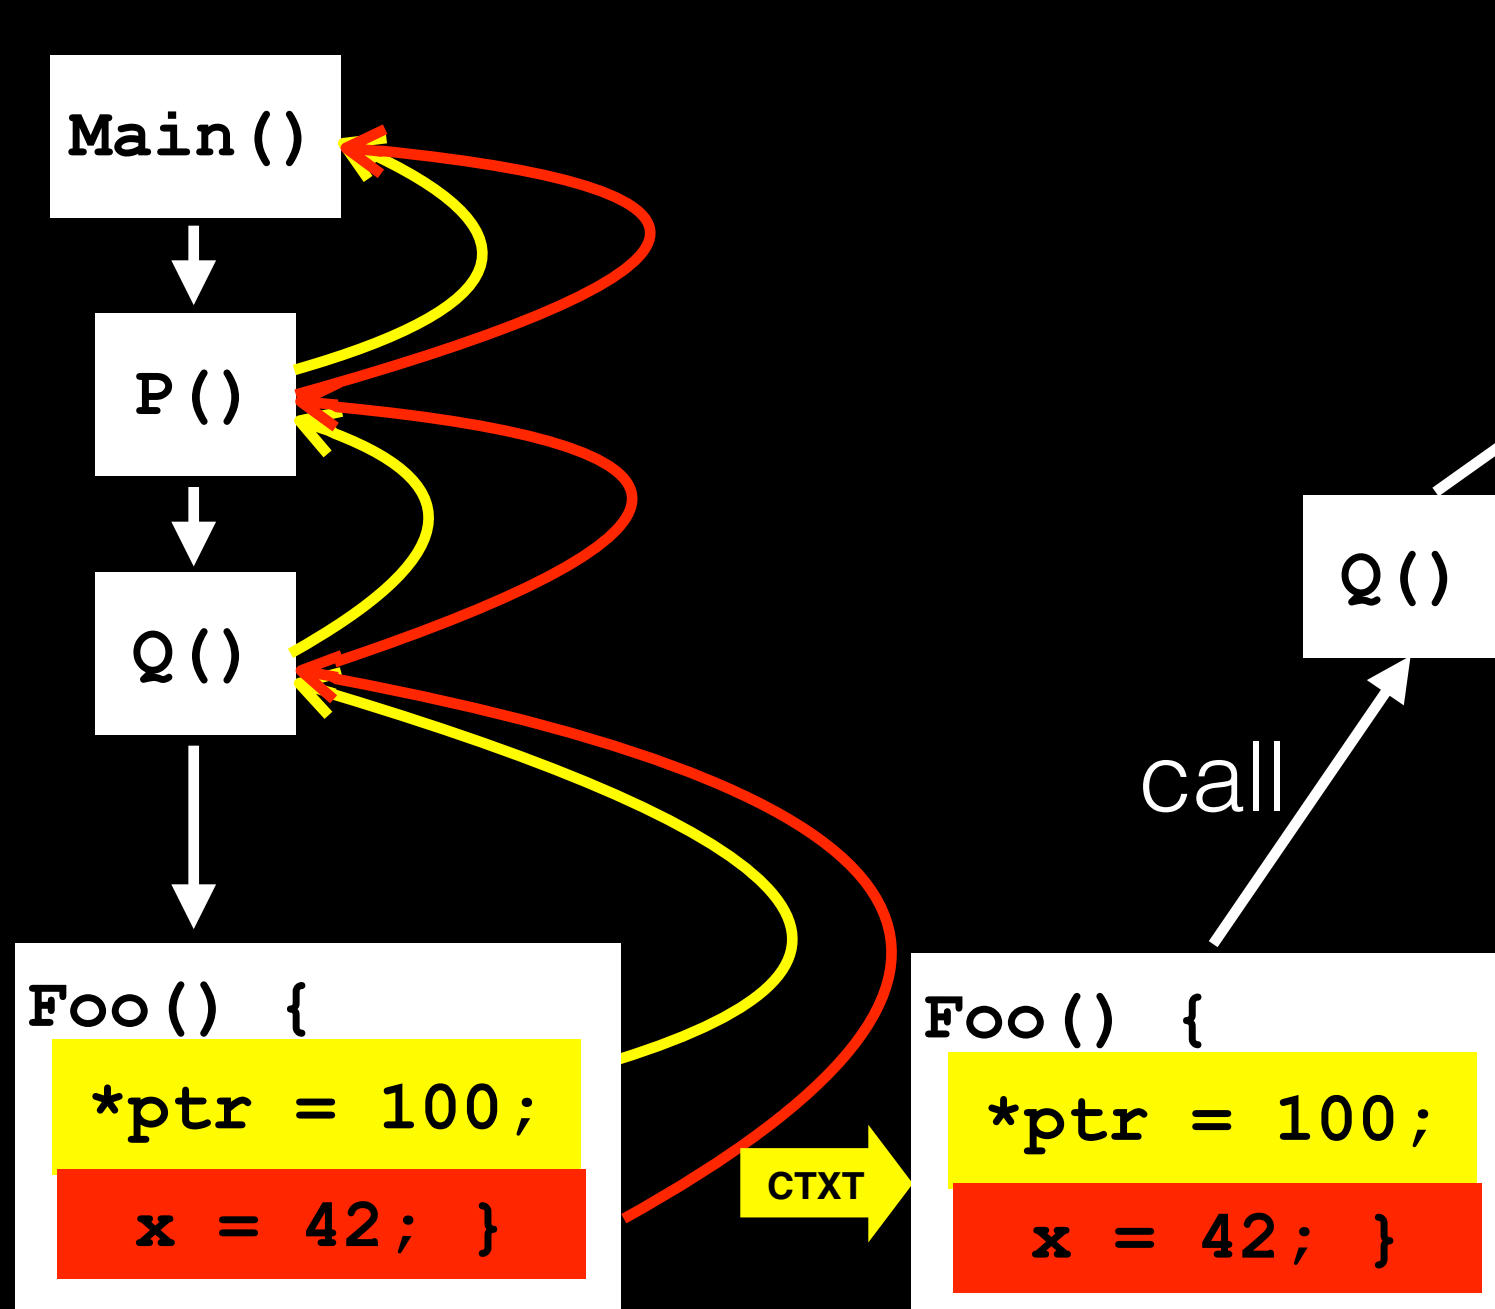 Main()
P()
Q()
Foo() {
*ptr = 100;
x = 42; }
CTXT
Q()
call
Foo() {
*ptr = 100;
x = 42; }